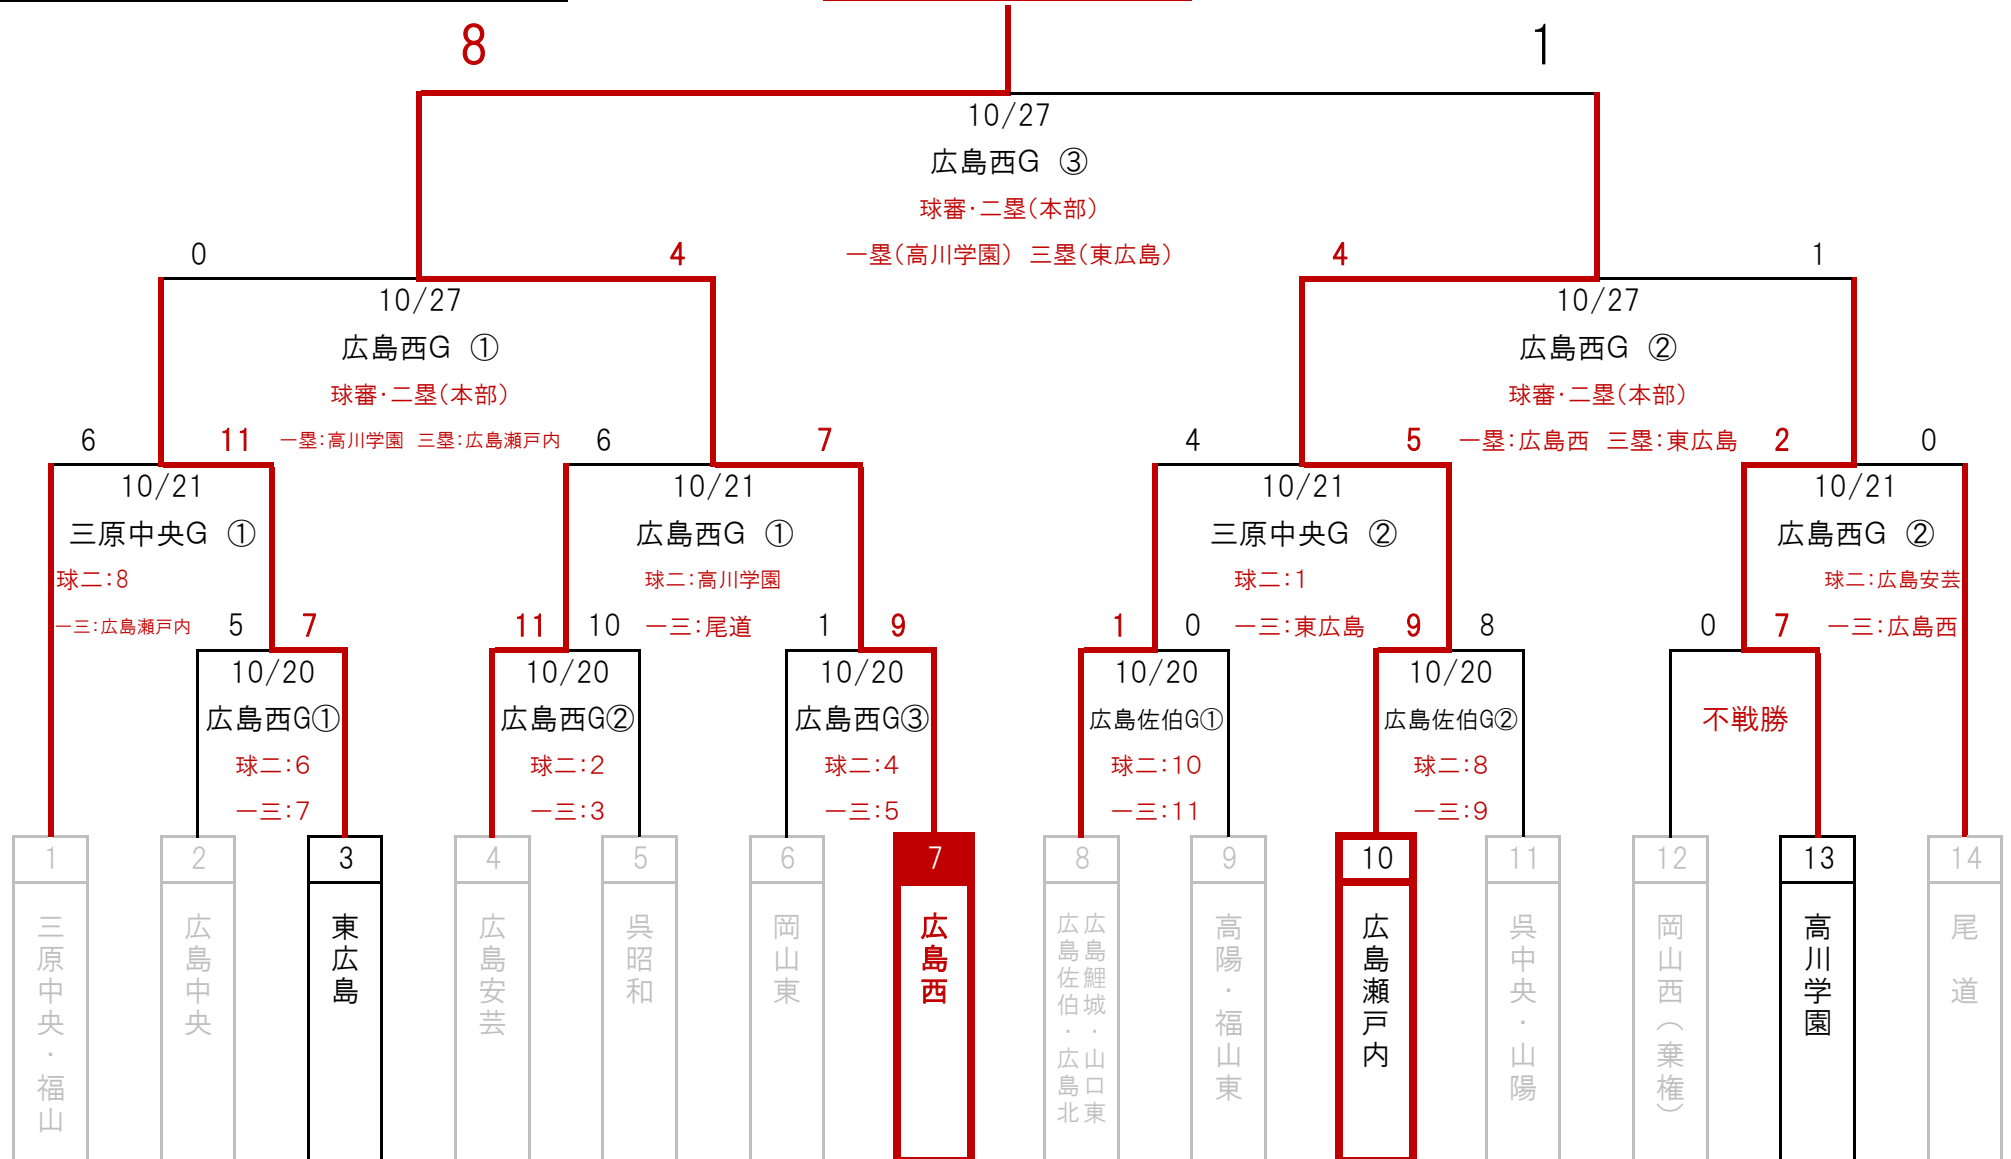 8
1
10/27
広島西G ③
球審・二塁（本部）
一塁（高川学園） 三塁（東広島）
0
4
4
1
10/27
広島西G ①
球審・二塁（本部）
一塁：高川学園 三塁：広島瀬戸内
10/27
広島西G ②
球審・二塁（本部）
一塁：広島西 三塁：東広島
6
11
6
7
4
5
2
0
10/21
三原中央G ①
球二：8
一三：広島瀬戸内
10/21
広島西G ①
球二：高川学園
一三：尾道
10/21
三原中央G ②
球二：1
一三：東広島
10/21
広島西G ②
球二：広島安芸
一三：広島西
5
7
11
10
1
9
1
0
9
8
0
7
10/20
広島西G①
球二：6
一三：7
10/20
広島西G②
球二：2
一三：3
10/20
広島西G③
球二：4
一三：5
10/20
広島佐伯G①
球二：10
一三：11
10/20
広島佐伯G②
球二：8
一三：9
不戦勝
1
三原中央・福山
2
広島中央
3
東広島
4
広島安芸
5
呉昭和
6
岡山東
7
広島西
8
広島鯉城・山口東
広島佐伯・広島北
9
高陽・福山東
10
広島瀬戸内
11
呉中央・山陽
12
岡山西（棄権）
13
高川学園
14
尾道